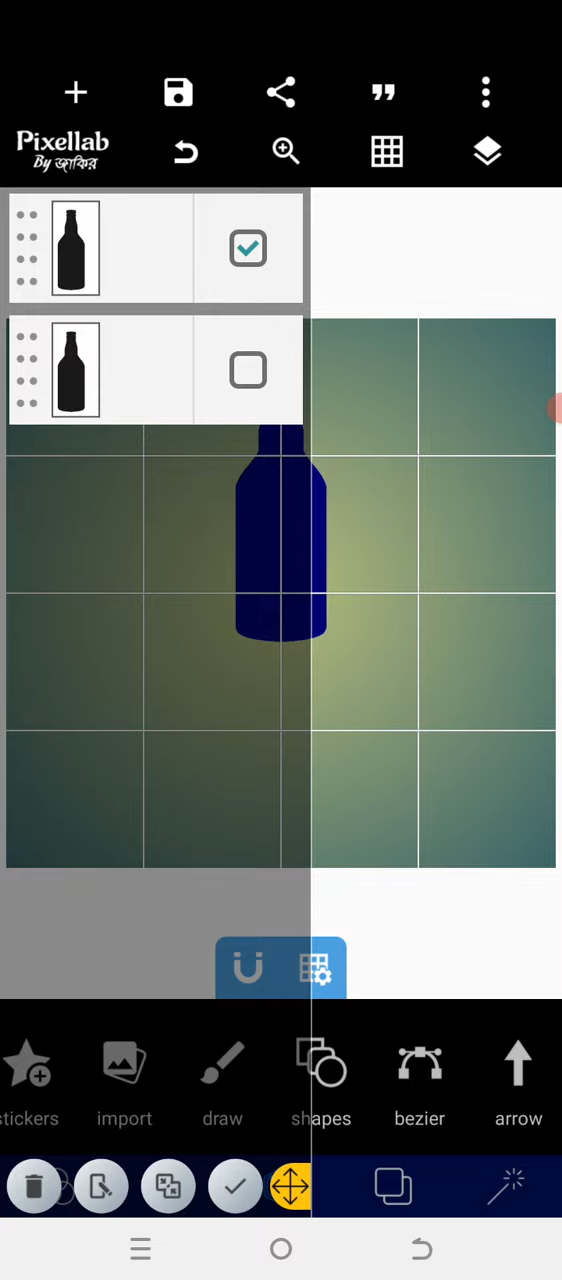 Pixellab
By জাকির
stickers
import
draw
shapes
bezier
arrow